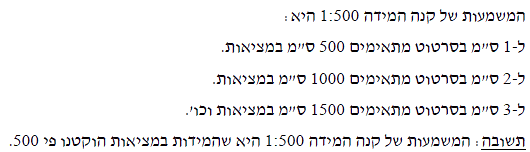 המשמעות של קנה המידה 1:500 היא:
ל-1 ס"מ בסרטוט מתאימים 500 ס"מ במציאות.
ל-2 ס"מ בסרטוט מתאימים 1000 ס"מ במציאות.
ל-3 ס"מ בסרטוט מתאימים 1500 ס"מ במציאות וכו'.
תשובה: המשמעות של קנה המידה 1:500 היא שהמידות במציאות הוקטנו פי 500.